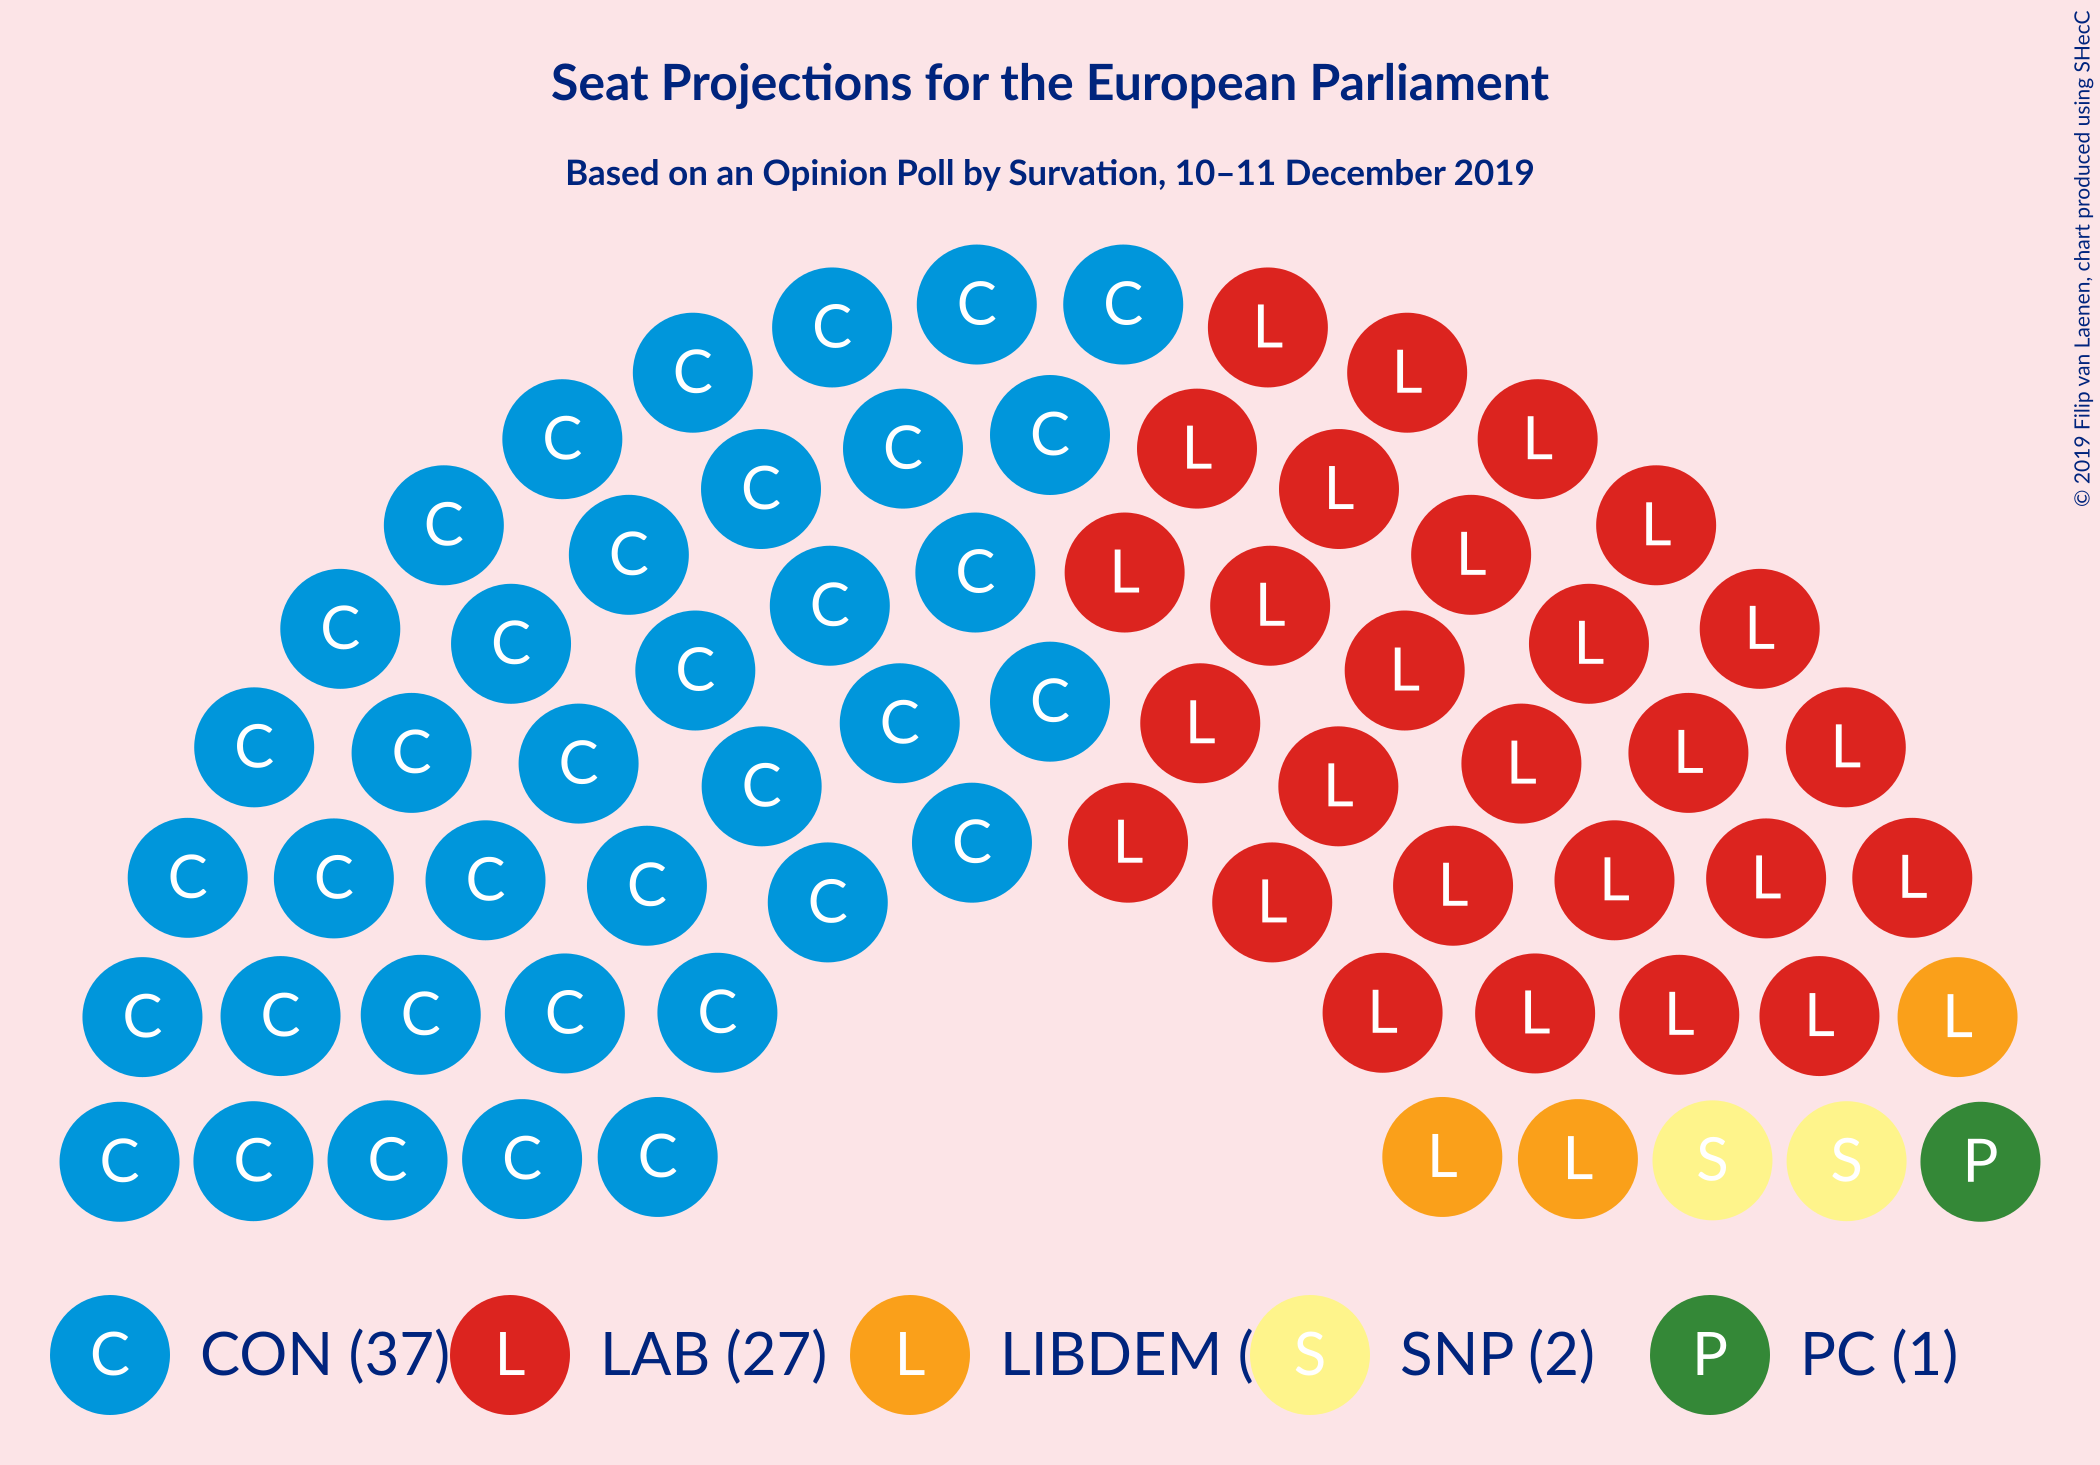 Seat Projections for the European Parliament
Based on an Opinion Poll by Survation, 10–11 December 2019
© 2019 Filip van Laenen, chart produced using SHecC
C C L L
C C L
C C C L L
C L L
C C L
C C L L
C L
C C L L
C C L L
C C L L
C C L
C C L L
C C C L L L
C C L L
C L
C C L L
C C C C L L L L
C L
C C C C C L L L L L
C C C C C L L S S P
C CON (37) L LAB (27) L LIBDEM ( S SNP (2) P PC (1)